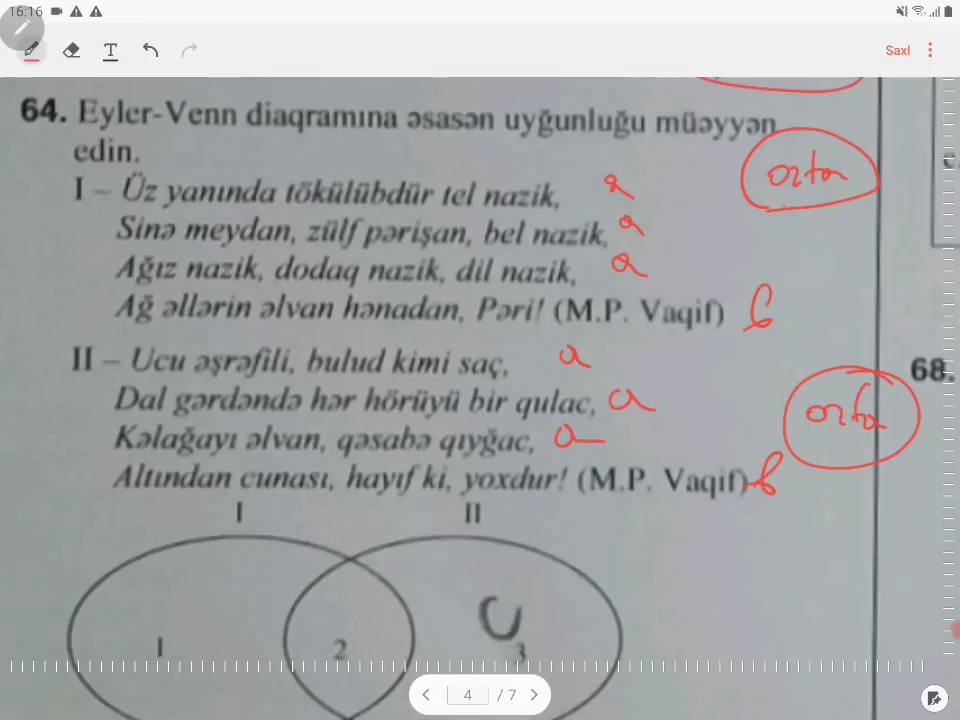 16:16
T
Saxl
64. Eyler-Venn diaqramına əsasən uyğunluğu müəyyən
edin.
orta
I – Üz yanında tökülübdür tel nazik, a
Sinə meydan, zülf pərişan, bel nazik, a
Ağız nazik, dodaq nazik, dil nazik, a
Ağ əllərin əlvan hənadan, Pəri! (M.P. Vaqif) b
II – Ucu əşrəfili, bulud kimi saç, a
68.
Dal gərdəndə hər hörüyü bir qulac, a
orta
Kəlağayı əlvan, qəsabə qıyğac, a
Altından cunası, hayıf ki, yoxdur! (M.P. Vaqif) b
I II
1 2 3
4 / 7